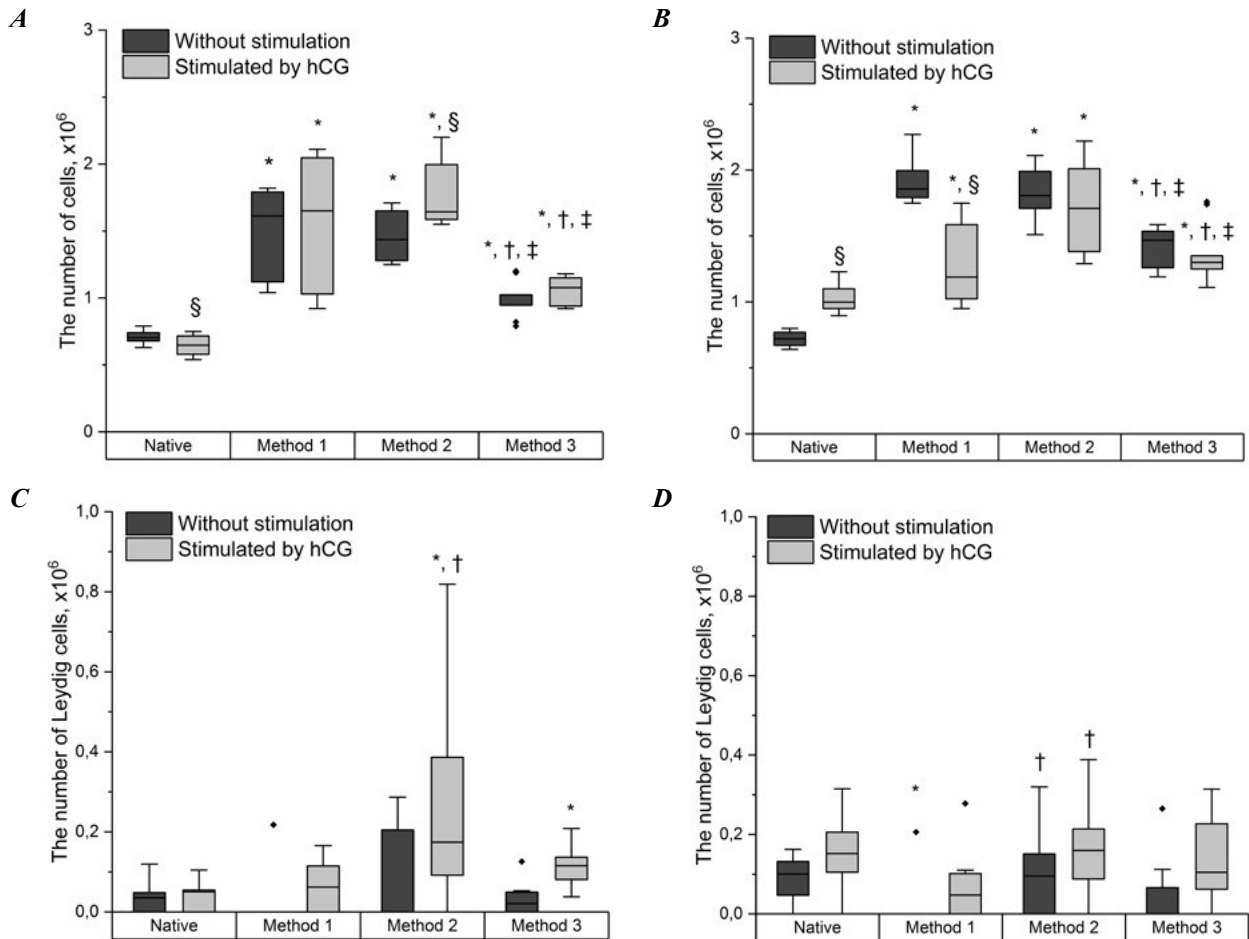 A
The number of cells, x10⁶
3
2
1
0
Without stimulation
Stimulated by hCG
§
*
*
*
*, §
*, †, ‡
*, †, ‡
Native
Method 1
Method 2
Method 3
B
The number of cells, x10⁶
3
2
1
0
Without stimulation
Stimulated by hCG
§
*
*, §
*
*
*, †, ‡
*, †, ‡
Native
Method 1
Method 2
Method 3
C
The number of Leydig cells, x10⁶
1,0
0,8
0,6
0,4
0,2
0,0
Without stimulation
Stimulated by hCG
*, †
*
Native
Method 1
Method 2
Method 3
D
The number of Leydig cells, x10⁶
1,0
0,8
0,6
0,4
0,2
0,0
Without stimulation
Stimulated by hCG
*
†
†
Native
Method 1
Method 2
Method 3